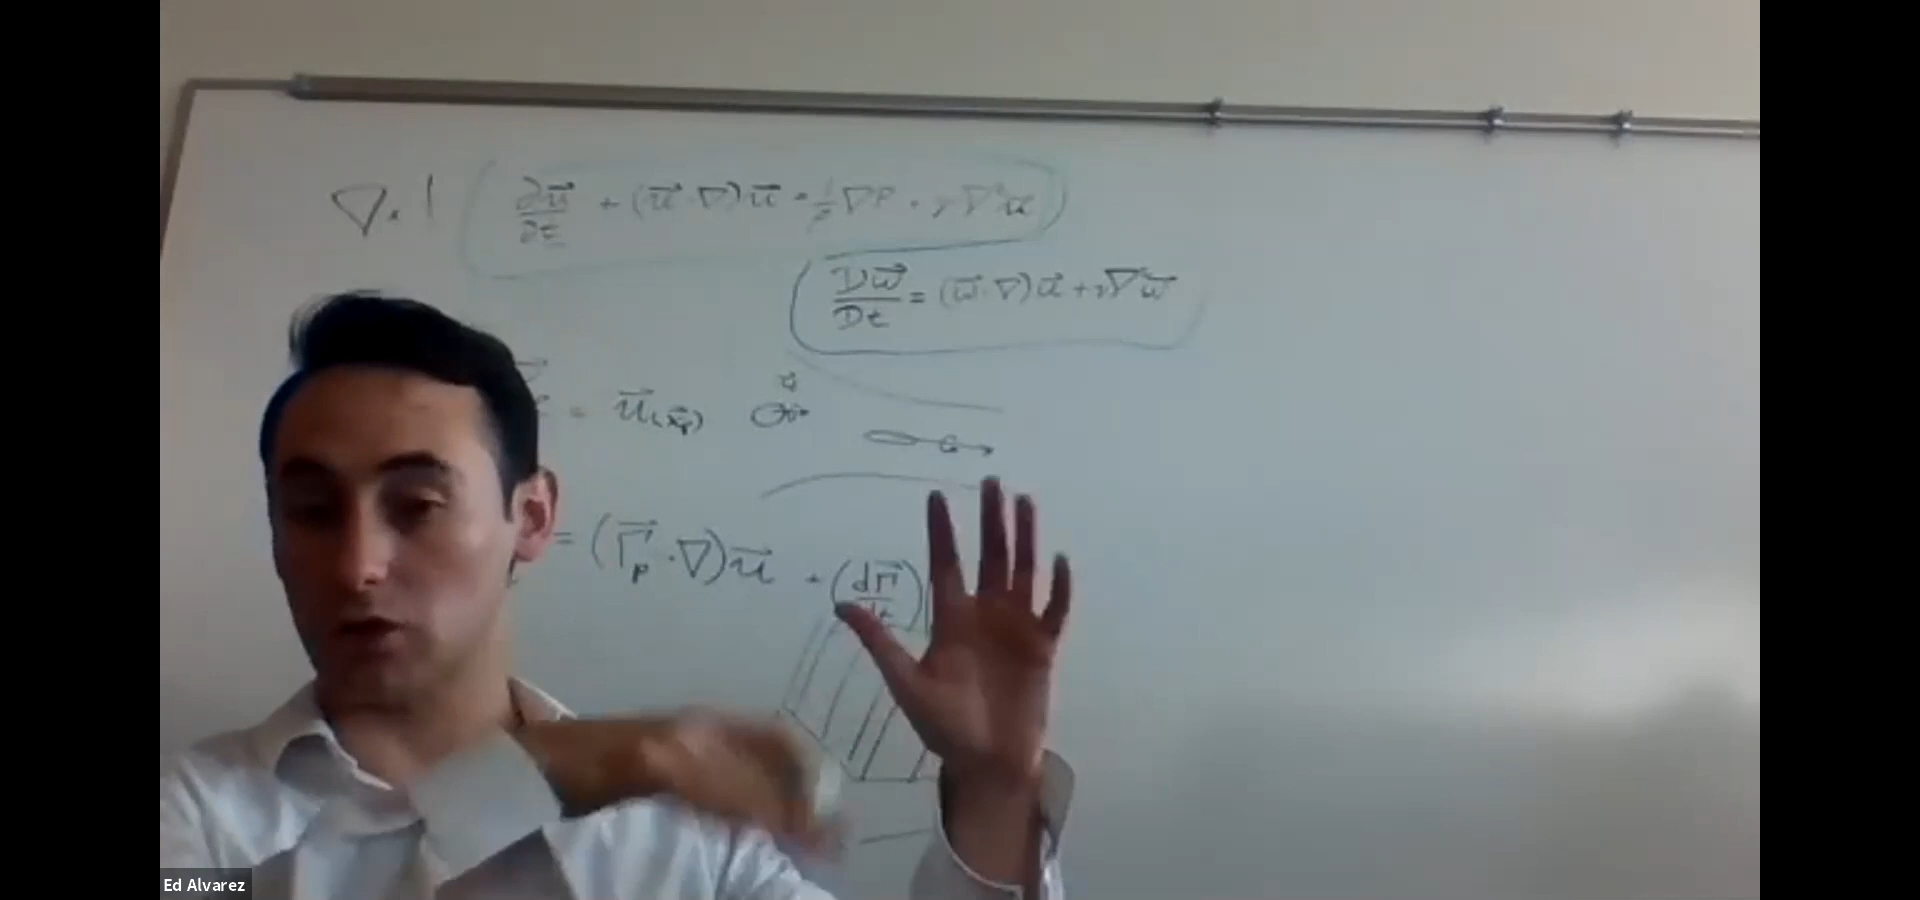 ∇× | ( ∂u⃗/∂t + (u⃗·∇)u⃗ = 1/ρ ∇P + ν∇²u⃗ )
Dω⃗/Dt = (ω⃗·∇)u⃗ + ν∇²ω⃗
= u⃗(x⃗p)
= (Γ⃗p·∇)u⃗ + (dΓ⃗/dt)
Ed Alvarez